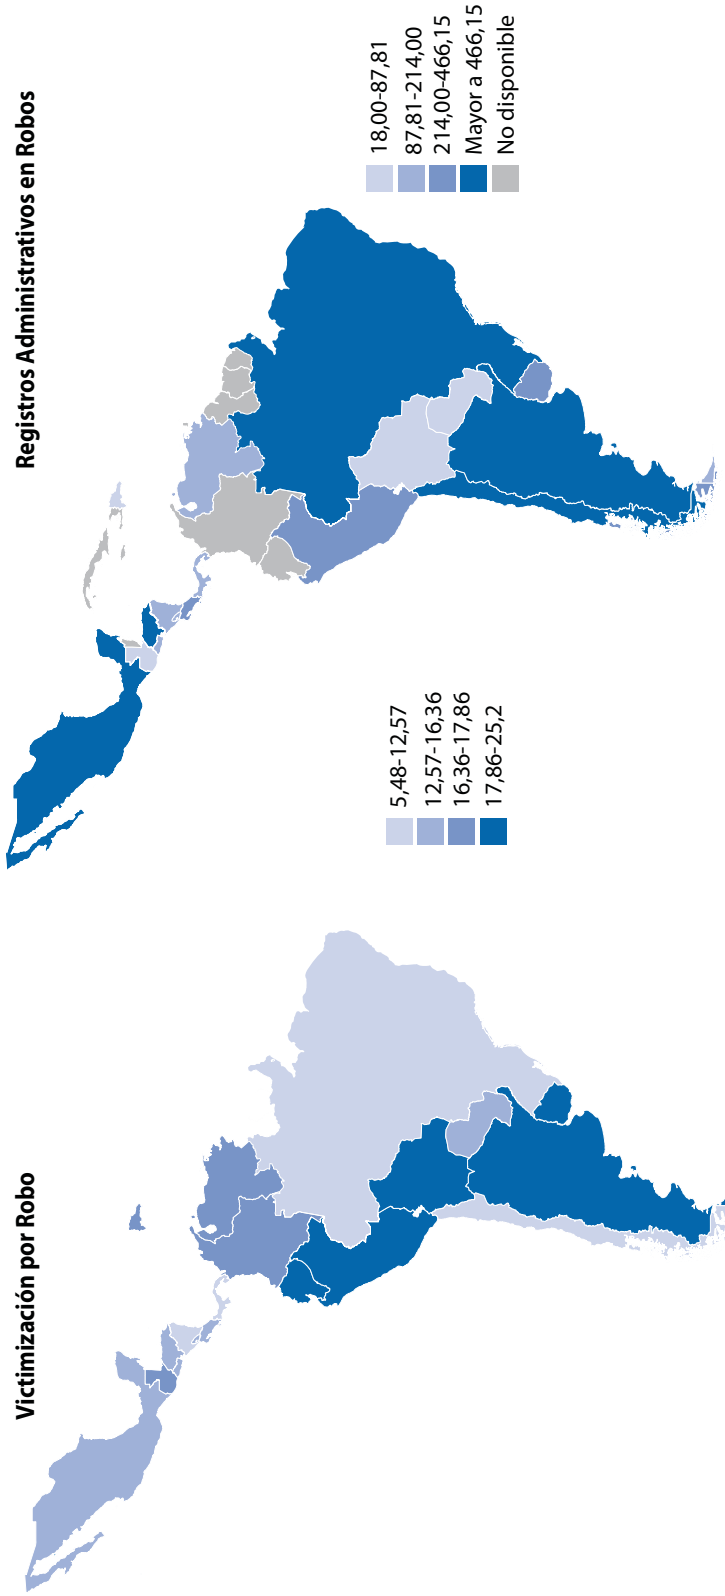 Victimización por Robo
5,48-12,57
12,57-16,36
16,36-17,86
17,86-25,2
Registros Administrativos en Robos
18,00-87,81
87,81-214,00
214,00-466,15
Mayor a 466,15
No disponible